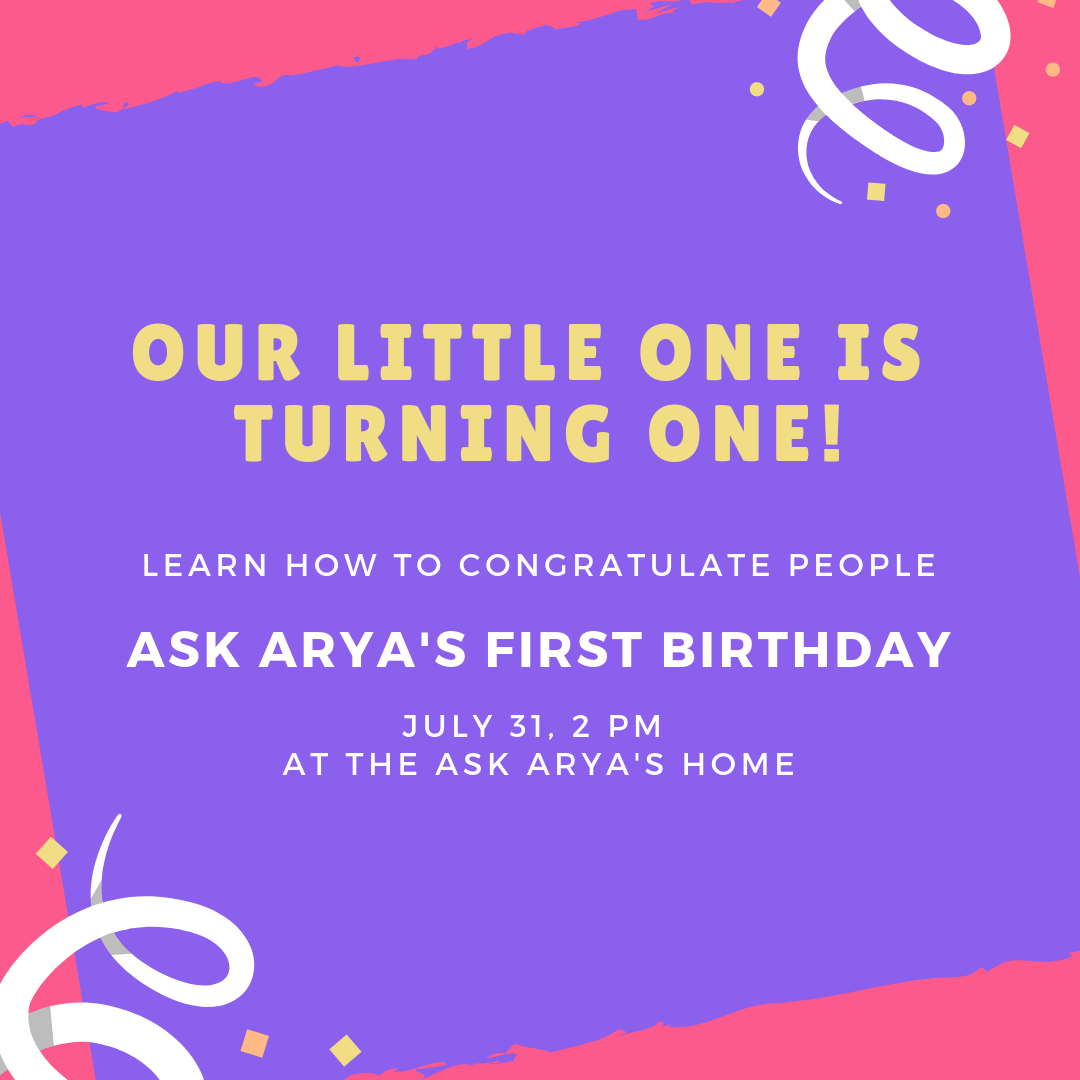 OUR LITTLE ONE IS
TURNING ONE!
LEARN HOW TO CONGRATULATE PEOPLE
ASK ARYA'S FIRST BIRTHDAY
JULY 31, 2 PM
AT THE ASK ARYA'S HOME